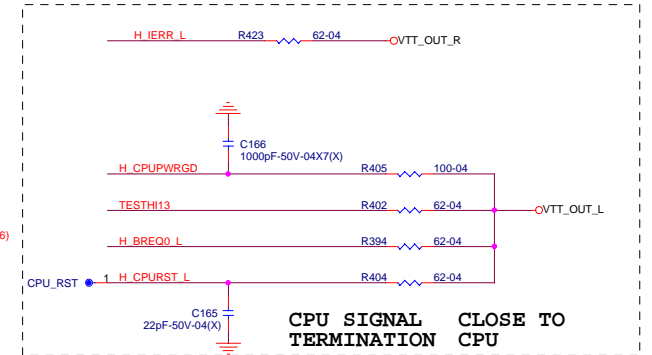 H_IERR_L R423 62-04 VTT_OUT_R
C166
1000pF-50V-04X7(X)
H_CPUPWRGD R405 100-04
TESTHI13 R402 62-04 VTT_OUT_L
6)
H_BREQ0_L R394 62-04
CPU_RST 1 H_CPURST_L R404 62-04
C165
22pF-50V-04(X)
CPU SIGNAL CLOSE TO
TERMINATION CPU